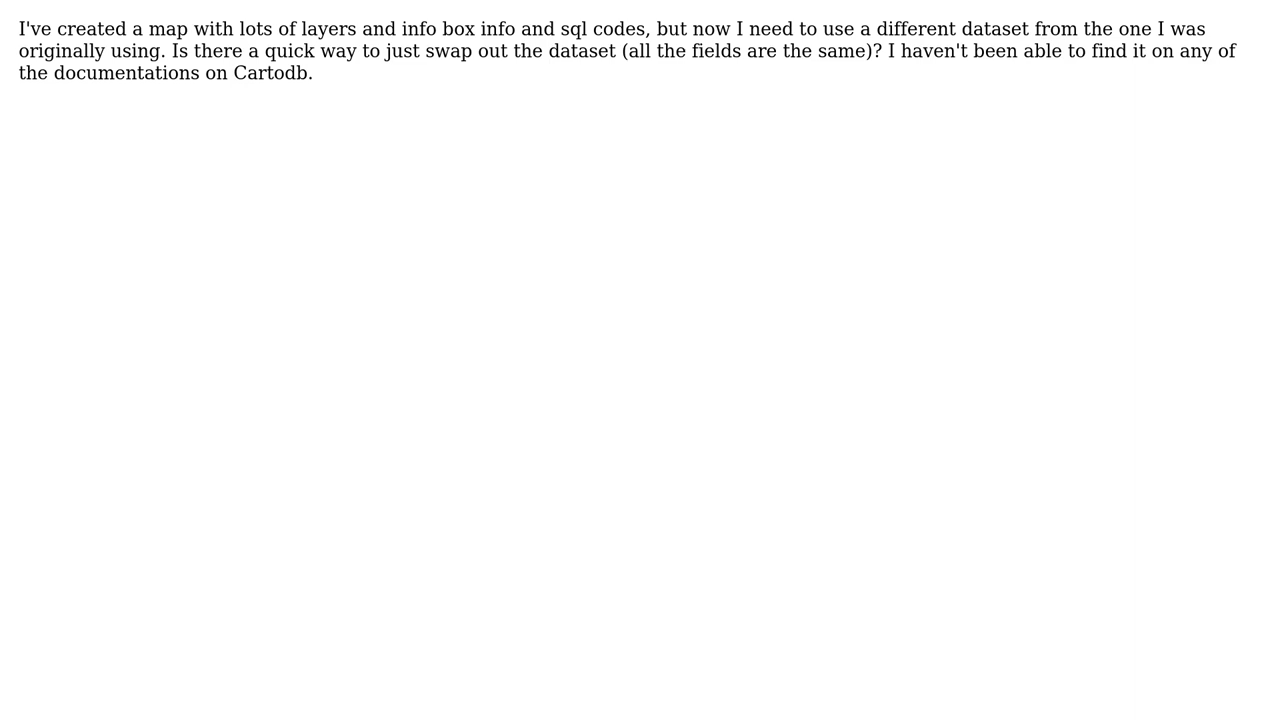 I've created a map with lots of layers and info box info and sql codes, but now I need to use a different dataset from the one I was
originally using. Is there a quick way to just swap out the dataset (all the fields are the same)? I haven't been able to find it on any of
the documentations on Cartodb.